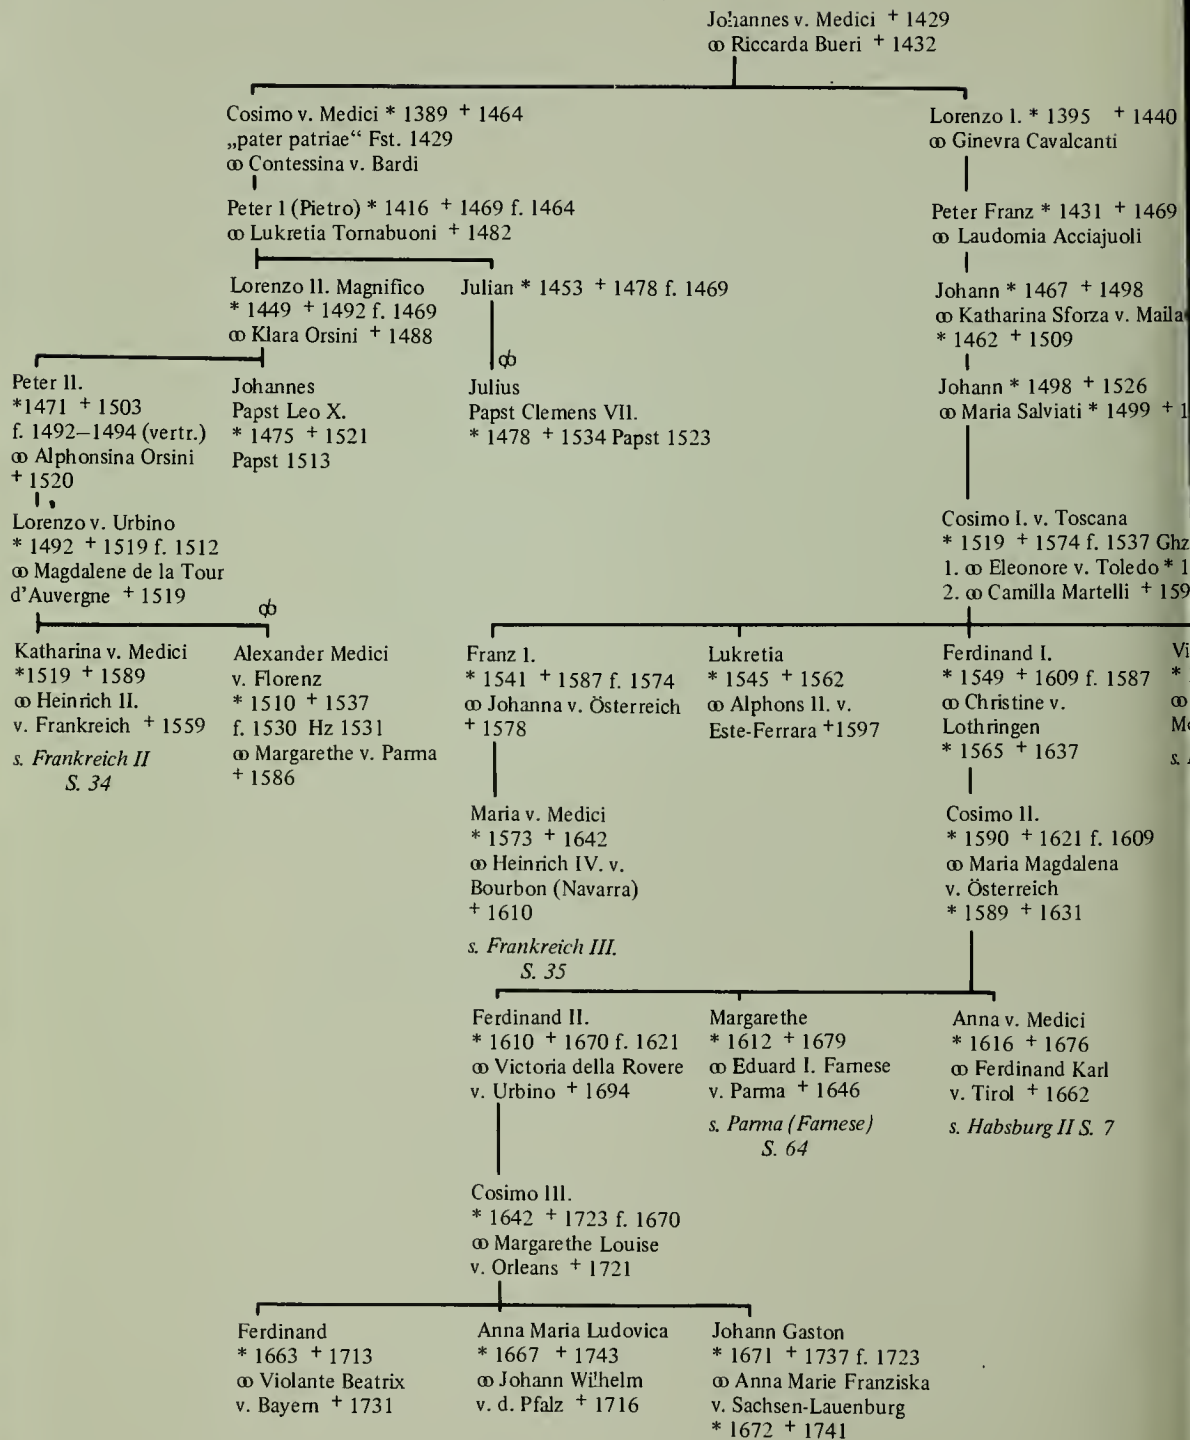 Johannes v. Medici + 1429
⚭ Riccarda Bueri + 1432
Cosimo v. Medici * 1389 + 1464
„pater patriae“ Fst. 1429
⚭ Contessina v. Bardi
Lorenzo I. * 1395 + 1440
⚭ Ginevra Cavalcanti
Peter I (Pietro) * 1416 + 1469 f. 1464
⚭ Lukretia Tornabuoni + 1482
Peter Franz * 1431 + 1469
⚭ Laudomia Acciajuoli
Lorenzo II. Magnifico
* 1449 + 1492 f. 1469
⚭ Klara Orsini + 1488
Julian * 1453 + 1478 f. 1469
Johann * 1467 + 1498
⚭ Katharina Sforza v.
* 1462 + 1509
Peter II.
*1471 + 1503
f. 1492–1494 (vertr.)
⚭ Alphonsina Orsini
+ 1520
Johannes
Papst Leo X.
* 1475 + 1521
Papst 1513
Julius
Papst Clemens VII.
* 1478 + 1534 Papst 1523
Johann * 1498 + 1526
⚭ Maria Salviati * 1499 +
Lorenzo v. Urbino
* 1492 + 1519 f. 1512
⚭ Magdalene de la Tour
d'Auvergne + 1519
Cosimo I. v. Toscana
* 1519 + 1574 f. 1537
1. ⚭ Eleonore v. Toledo *
2. ⚭ Camilla Martelli +
Katharina v. Medici
*1519 + 1589
⚭ Heinrich II.
v. Frankreich + 1559
s. Frankreich II
S. 34
Alexander Medici
v. Florenz
* 1510 + 1537
f. 1530 Hz 1531
⚭ Margarethe v. Parma
+ 1586
Franz I.
* 1541 + 1587 f. 1574
⚭ Johanna v. Österreich
+ 1578
Lukretia
* 1545 + 1562
⚭ Alphons II. v.
Este-Ferrara +1597
Ferdinand I.
* 1549 + 1609 f. 1587
⚭ Christine v.
Lothringen
* 1565 + 1637
Maria v. Medici
* 1573 + 1642
⚭ Heinrich IV. v.
Bourbon (Navarra)
+ 1610
s. Frankreich III.
S. 35
Cosimo II.
* 1590 + 1621 f. 1609
⚭ Maria Magdalena
v. Österreich
* 1589 + 1631
Ferdinand II.
* 1610 + 1670 f. 1621
⚭ Victoria della Rovere
v. Urbino + 1694
Margarethe
* 1612 + 1679
⚭ Eduard I. Farnese
v. Parma + 1646
s. Parma (Farnese)
S. 64
Anna v. Medici
* 1616 + 1676
⚭ Ferdinand Karl
v. Tirol + 1662
s. Habsburg II S. 7
Cosimo III.
* 1642 + 1723 f. 1670
⚭ Margarethe Louise
v. Orleans + 1721
Ferdinand
* 1663 + 1713
⚭ Violante Beatrix
v. Bayern + 1731
Anna Maria Ludovica
* 1667 + 1743
⚭ Johann Wilhelm
v. d. Pfalz + 1716
Johann Gaston
* 1671 + 1737 f. 1723
⚭ Anna Marie Franziska
v. Sachsen-Lauenburg
* 1672 + 1741